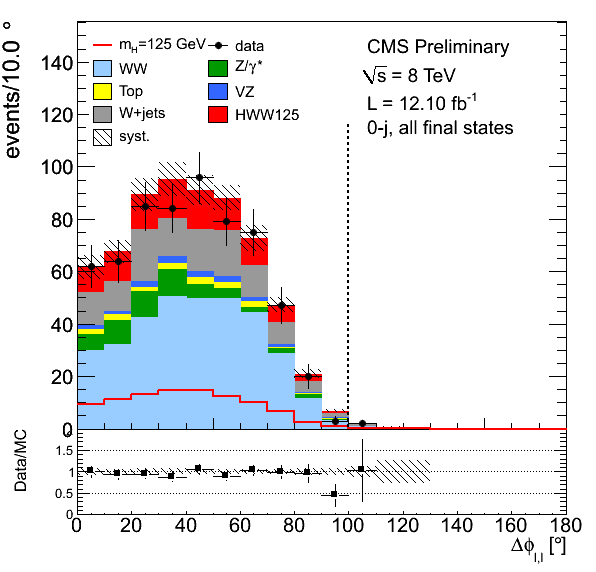 events/10.0 °
140
120
100
80
60
40
20
0
m_H=125 GeV
data
WW
Z/γ*
Top
VZ
W+jets
HWW125
syst.
CMS Preliminary
√s = 8 TeV
L = 12.10 fb⁻¹
0-j, all final states
Data/MC
1.5
1
0.5
0
0 20 40 60 80 100 120 140 160 180
Δϕ_l,l [°]